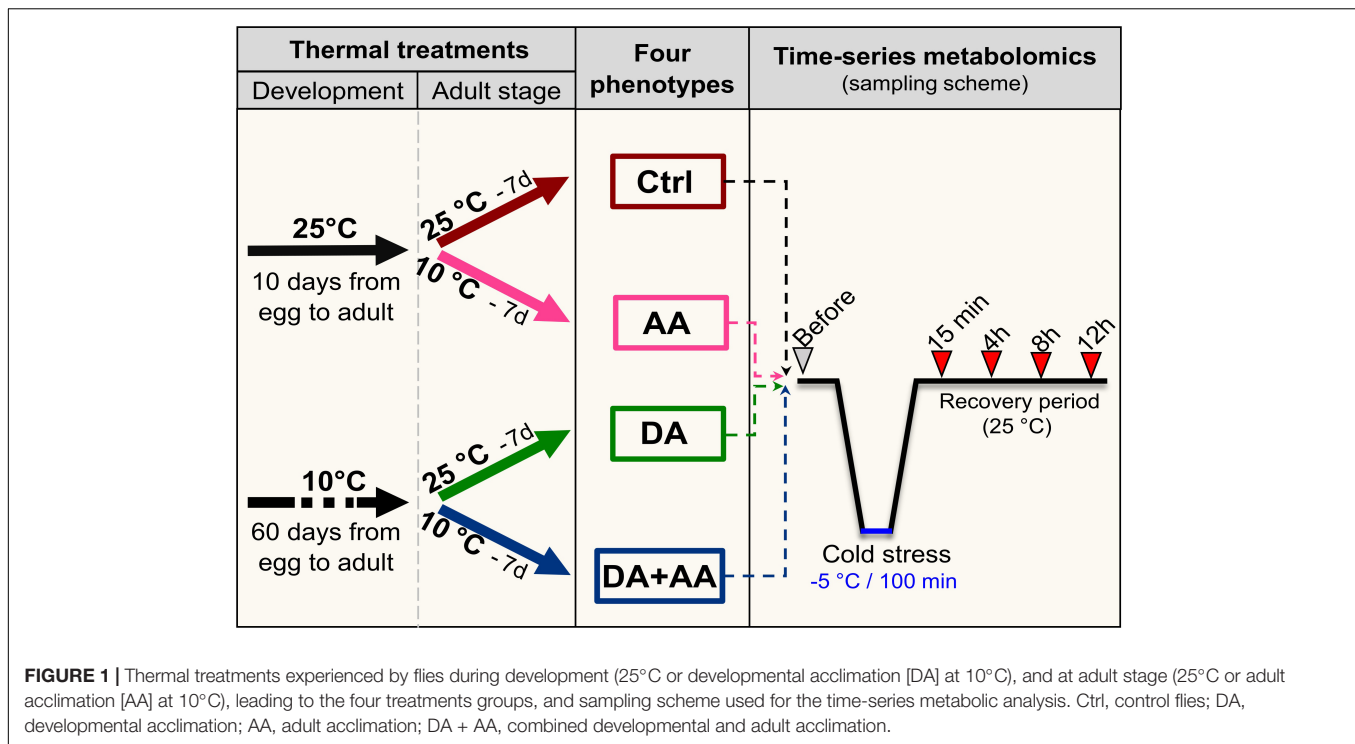 Thermal treatments
Development
Adult stage
Four
phenotypes
Time-series metabolomics
(sampling scheme)
25°C
10 days from
egg to adult
25 °C - 7d
10 °C - 7d
10°C
60 days from
egg to adult
25 °C - 7d
10 °C - 7d
Ctrl
AA
DA
DA+AA
Before
15 min
4h
8h
12h
Recovery period
(25 °C)
Cold stress
-5 °C / 100 min
FIGURE 1 | Thermal treatments experienced by flies during development (25°C or developmental acclimation [DA] at 10°C), and at adult stage (25°C or adult
acclimation [AA] at 10°C), leading to the four treatments groups, and sampling scheme used for the time-series metabolic analysis. Ctrl, control flies; DA,
developmental acclimation; AA, adult acclimation; DA + AA, combined developmental and adult acclimation.